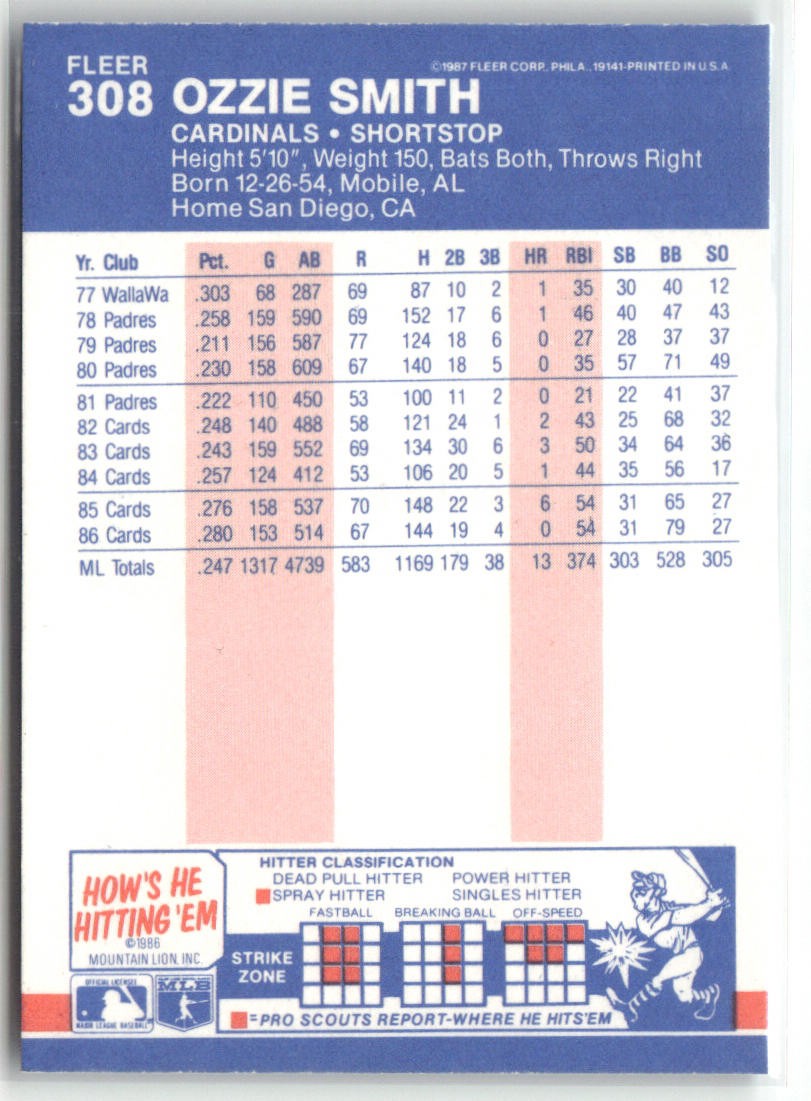 FLEER
308 OZZIE SMITH
©1987 FLEER CORP., PHILA., 19141-PRINTED IN U.S.A.
CARDINALS • SHORTSTOP
Height 5'10", Weight 150, Bats Both, Throws Right
Born 12-26-54, Mobile, AL
Home San Diego, CA
Yr. Club Pct. G AB R H 2B 3B HR RBI SB BB SO
77 WallaWa .303 68 287 69 87 10 2 1 35 30 40 12
78 Padres .258 159 590 69 152 17 6 1 46 40 47 43
79 Padres .211 156 587 77 124 18 6 0 27 28 37 37
80 Padres .230 158 609 67 140 18 5 0 35 57 71 49
81 Padres .222 110 450 53 100 11 2 0 21 22 41 37
82 Cards .248 140 488 58 121 24 1 2 43 25 68 32
83 Cards .243 159 552 69 134 30 6 3 50 34 64 36
84 Cards .257 124 412 53 106 20 5 1 44 35 56 17
85 Cards .276 158 537 70 148 22 3 6 54 31 65 27
86 Cards .280 153 514 67 144 19 4 0 54 31 79 27
ML Totals .247 1317 4739 583 1169 179 38 13 374 303 528 305
HOW'S HE
HITTING 'EM
©1986
MOUNTAIN LION, INC.
OFFICIAL LICENSEE
MAJOR LEAGUE BASEBALL
MLB
HITTER CLASSIFICATION
DEAD PULL HITTER POWER HITTER
SPRAY HITTER SINGLES HITTER
FASTBALL BREAKING BALL OFF-SPEED
STRIKE
ZONE
=PRO SCOUTS REPORT-WHERE HE HITS'EM